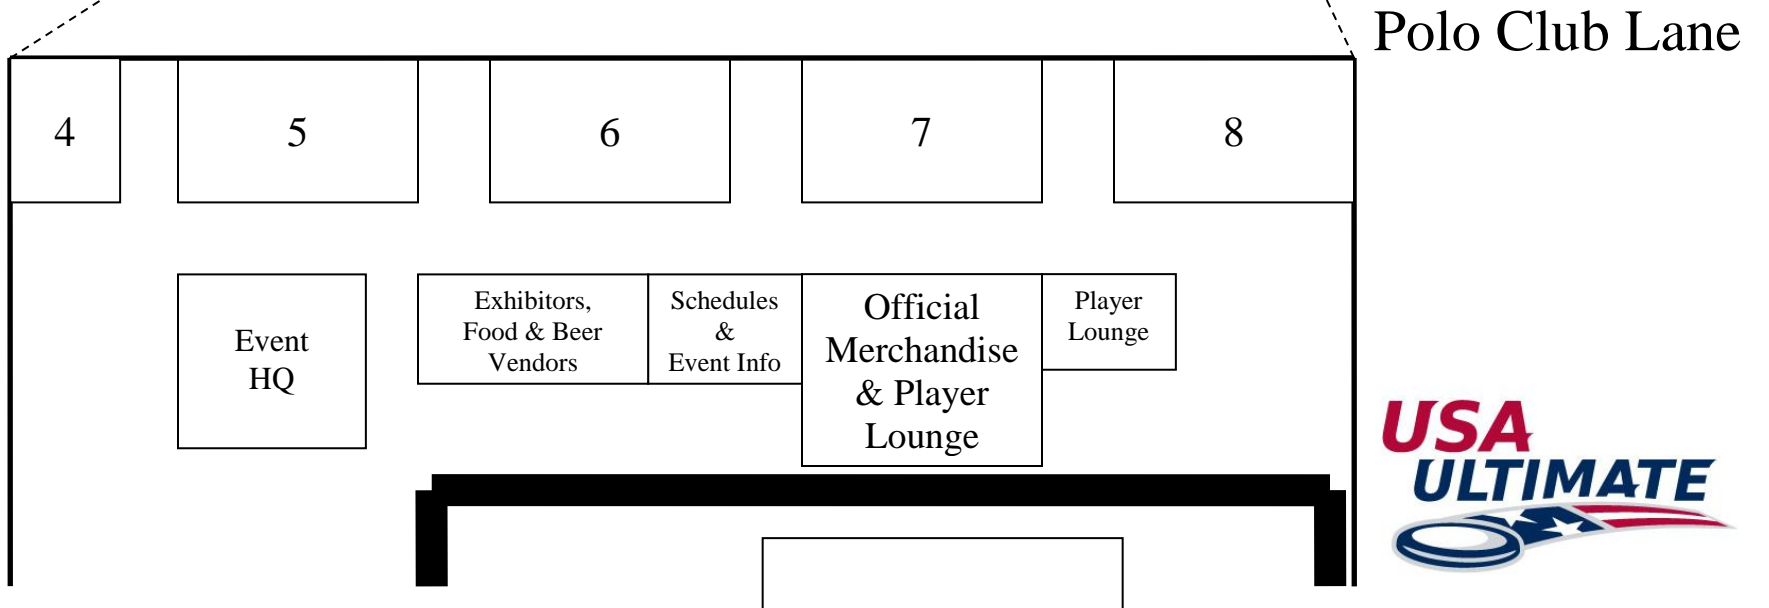 Polo Club Lane
4
5
6
7
8
Event
HQ
Exhibitors,
Food & Beer
Vendors
Schedules
&
Event Info
Official
Merchandise
& Player
Lounge
Player
Lounge
USA
ULTIMATE